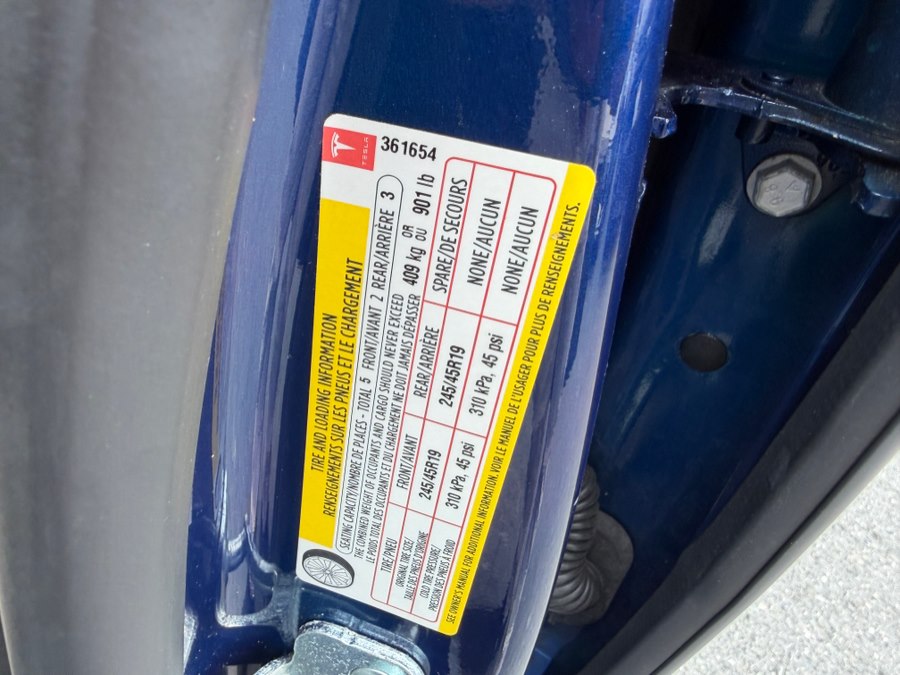 TESLA
361654
TIRE AND LOADING INFORMATION
RENSEIGNEMENTS SUR LES PNEUS ET LE CHARGEMENT
SEATING CAPACITY/NOMBRE DE PLACES - TOTAL 5 FRONT/AVANT 2 REAR/ARRIÈRE 3
THE COMBINED WEIGHT OF OCCUPANTS AND CARGO SHOULD NEVER EXCEED
LE POIDS TOTAL DES OCCUPANTS ET DU CHARGEMENT NE DOIT JAMAIS DÉPASSER
409 kg OR OU 901 lb
TIRE/PNEU FRONT/AVANT REAR/ARRIÈRE SPARE/DE SECOURS
ORIGINAL TIRE SIZE/
TAILLE DES PNEUS D'ORIGINE
245/45R19 245/45R19 NONE/AUCUN
COLD TIRE PRESSURE/
PRESSION DES PNEUS À FROID
310 kPa, 45 psi 310 kPa, 45 psi NONE/AUCUN
SEE OWNER'S MANUAL FOR ADDITIONAL INFORMATION. VOIR LE MANUEL DE L'USAGER POUR PLUS DE RENSEIGNEMENTS.